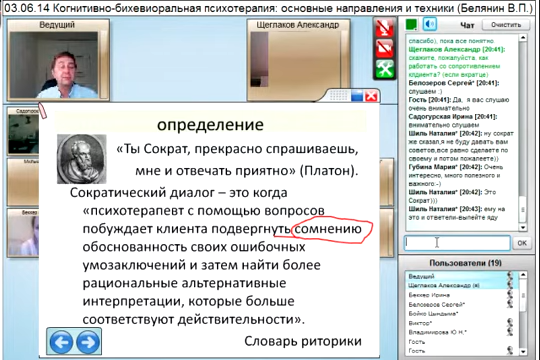 03.06.14 Когнитивно-бихевиоральная психотерапия: основные направления и техники (Белянин В.П.)
Ведущий
Щеглаков Александр
Чат
Очистить
спасибо), пока все понятно
Щеглаков Александр [20:41]:
скажите, пожалуйста: как
работать со сопротивлением
клиента? (если вкратце)
Белозеров Сергей* [20:41]:
слушаем :)
Гость [20:41]: Да, я вас слушаю
очень внимательно
Садогурская Ирина [20:41]:
внимательно слушаем
Шиль Наталия* [20:42]: ну сократ
же сказал,я не буду давать вам
советов,все равно сделаете по
своему и потом пожалеете))
Губина Мария* [20:42]: Очень
интересно, много полезного и
важного :-)
Шиль Наталия* [20:42]: Это
Сократ)))
Шиль Наталия* [20:43]: ему на
это и ответили-выпейте яду
OK
Пользователи (19)
Ведущий
Щеглаков Александр (я)
Беккер Ирина
Белозеров Сергей*
Бойко Цындыма*
Виктор*
Владимирова Ю Н.*
Гость
Гость
определение
«Ты Сократ, прекрасно спрашиваешь,
мне и отвечать приятно» (Платон).
Сократический диалог – это когда
«психотерапевт с помощью вопросов
побуждает клиента подвергнуть сомнению
обоснованность своих ошибочных
умозаключений и затем найти более
рациональные альтернативные
интерпретации, которые больше
соответствуют действительности».
Словарь риторики